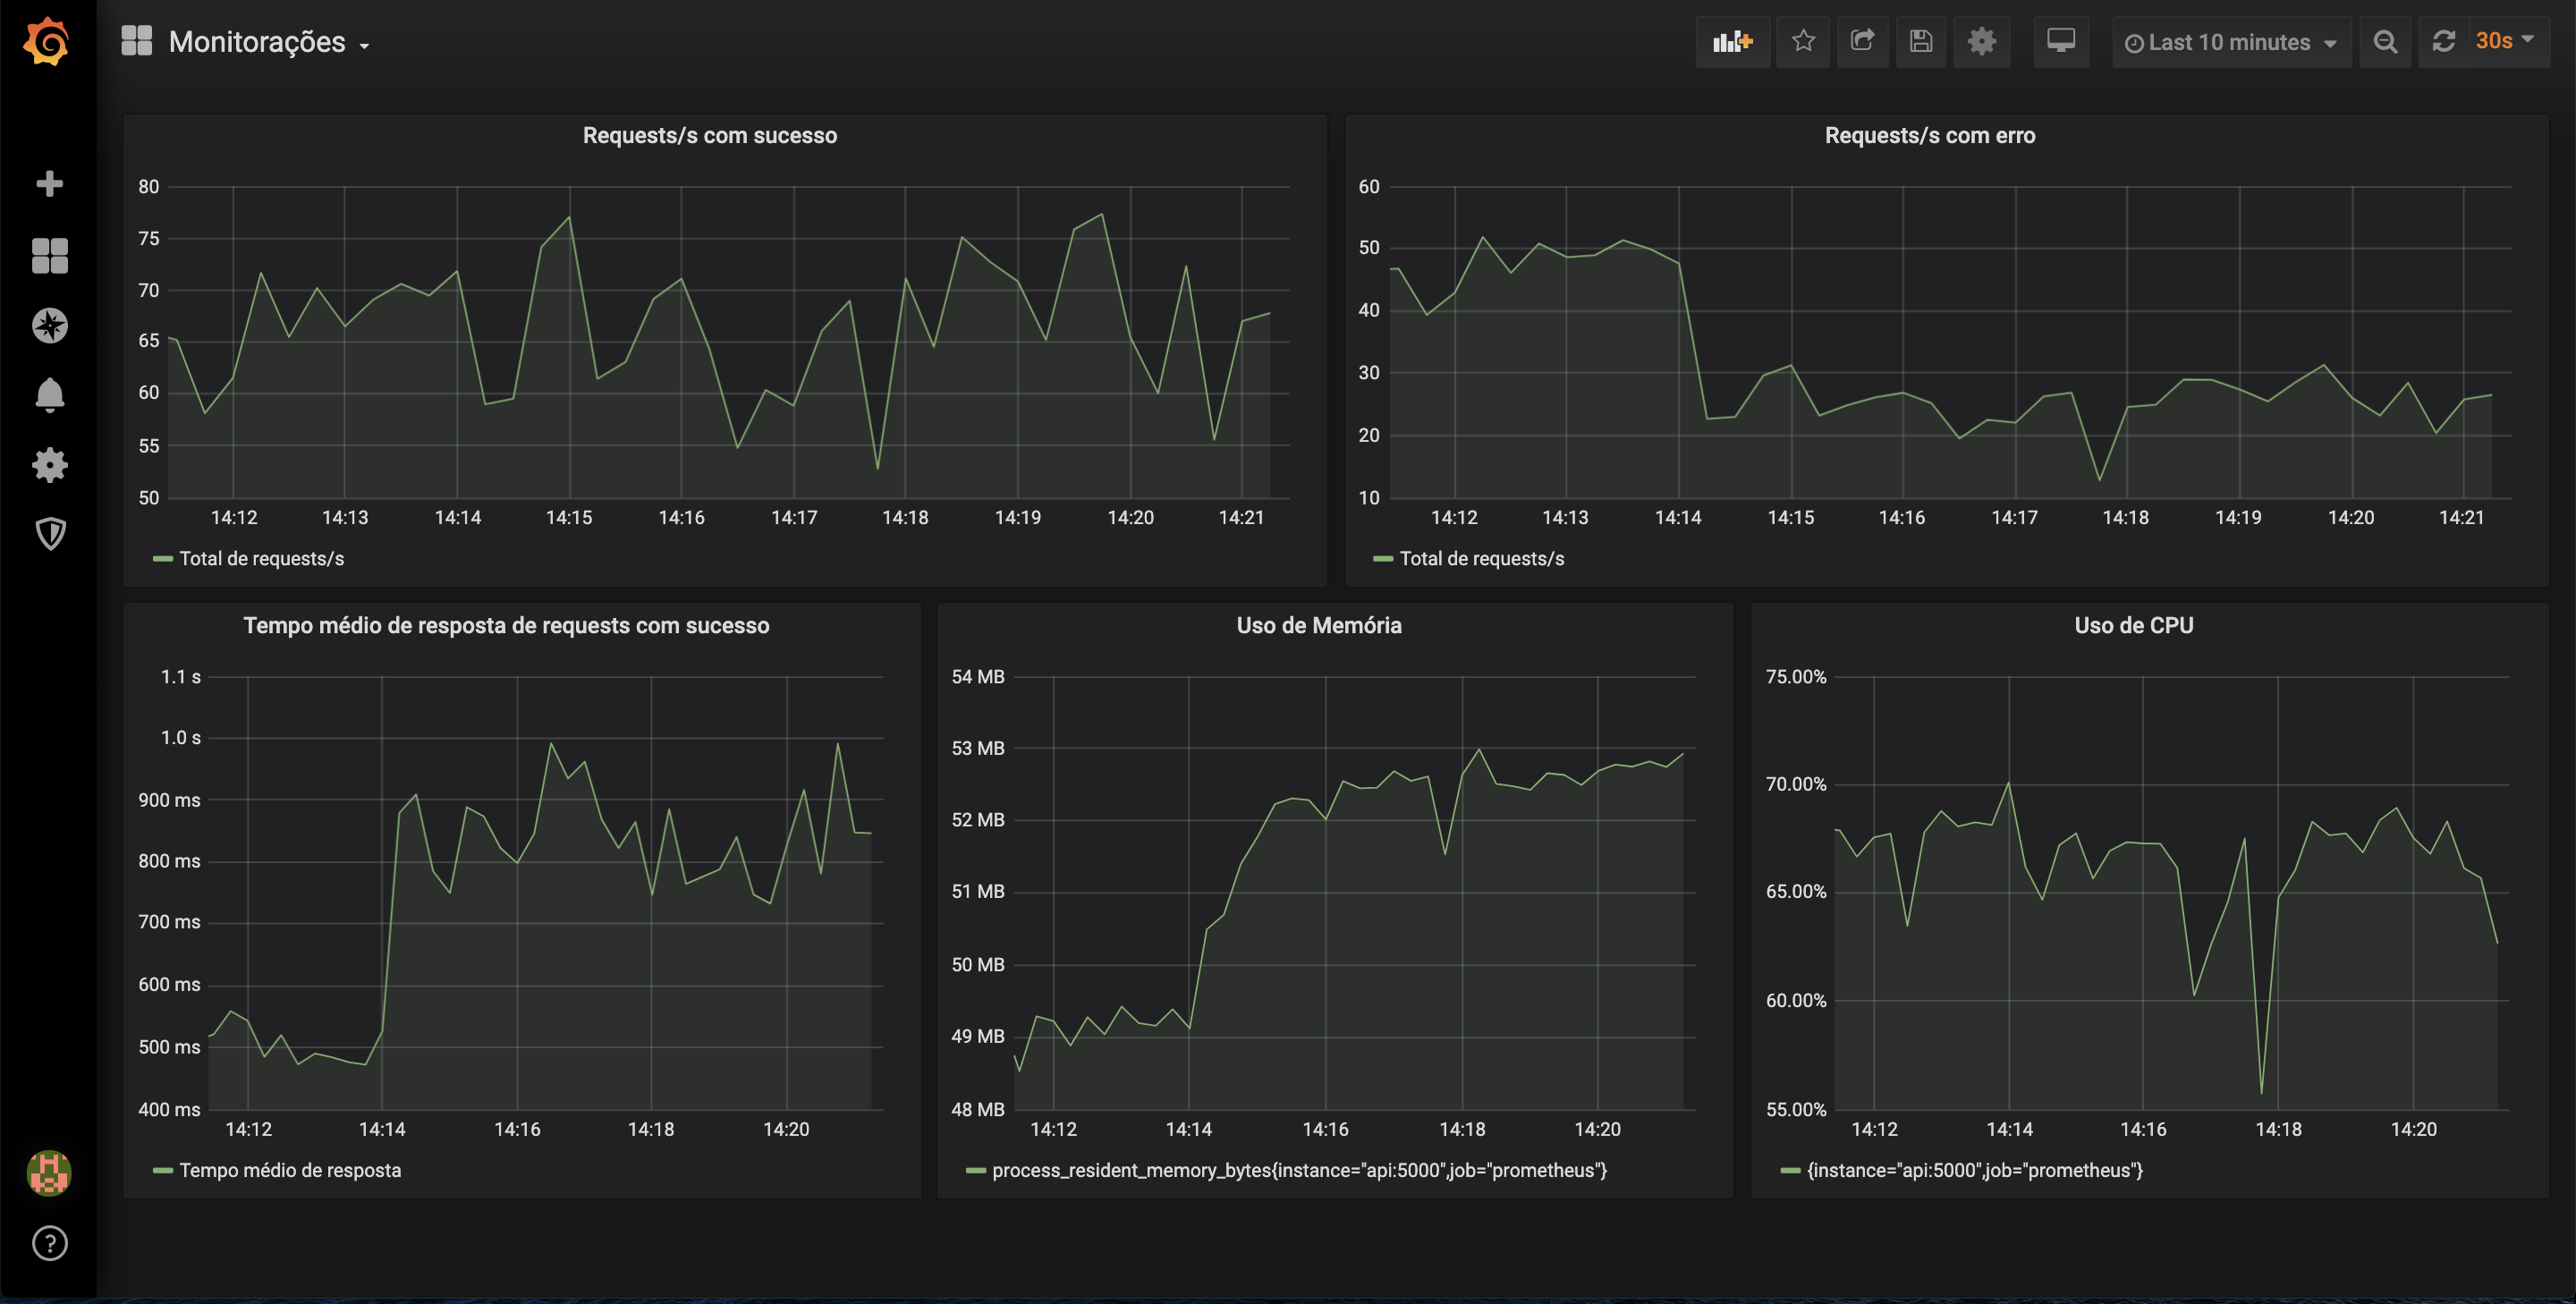 Monitorações
Last 10 minutes
30s
Requests/s com sucesso
80
75
70
65
60
55
50
14:12 14:13 14:14 14:15 14:16 14:17 14:18 14:19 14:20 14:21
Total de requests/s
Requests/s com erro
60
50
40
30
20
10
14:12 14:13 14:14 14:15 14:16 14:17 14:18 14:19 14:20 14:21
Total de requests/s
Tempo médio de resposta de requests com sucesso
1.1 s
1.0 s
900 ms
800 ms
700 ms
600 ms
500 ms
400 ms
14:12 14:14 14:16 14:18 14:20
Tempo médio de resposta
Uso de Memória
54 MB
53 MB
52 MB
51 MB
50 MB
49 MB
48 MB
14:12 14:14 14:16 14:18 14:20
process_resident_memory_bytes{instance="api:5000",job="prometheus"}
Uso de CPU
75.00%
70.00%
65.00%
60.00%
55.00%
14:12 14:14 14:16 14:18 14:20
{instance="api:5000",job="prometheus"}